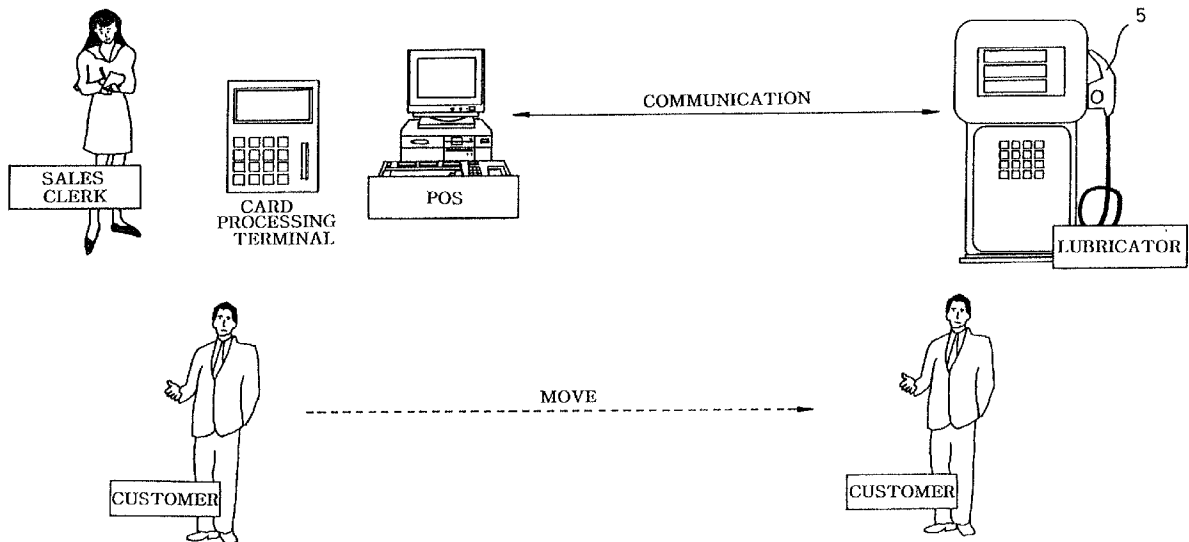 5
COMMUNICATION
SALES
CLERK
CARD
PROCESSING
TERMINAL
POS
LUBRICATOR
MOVE
CUSTOMER
CUSTOMER